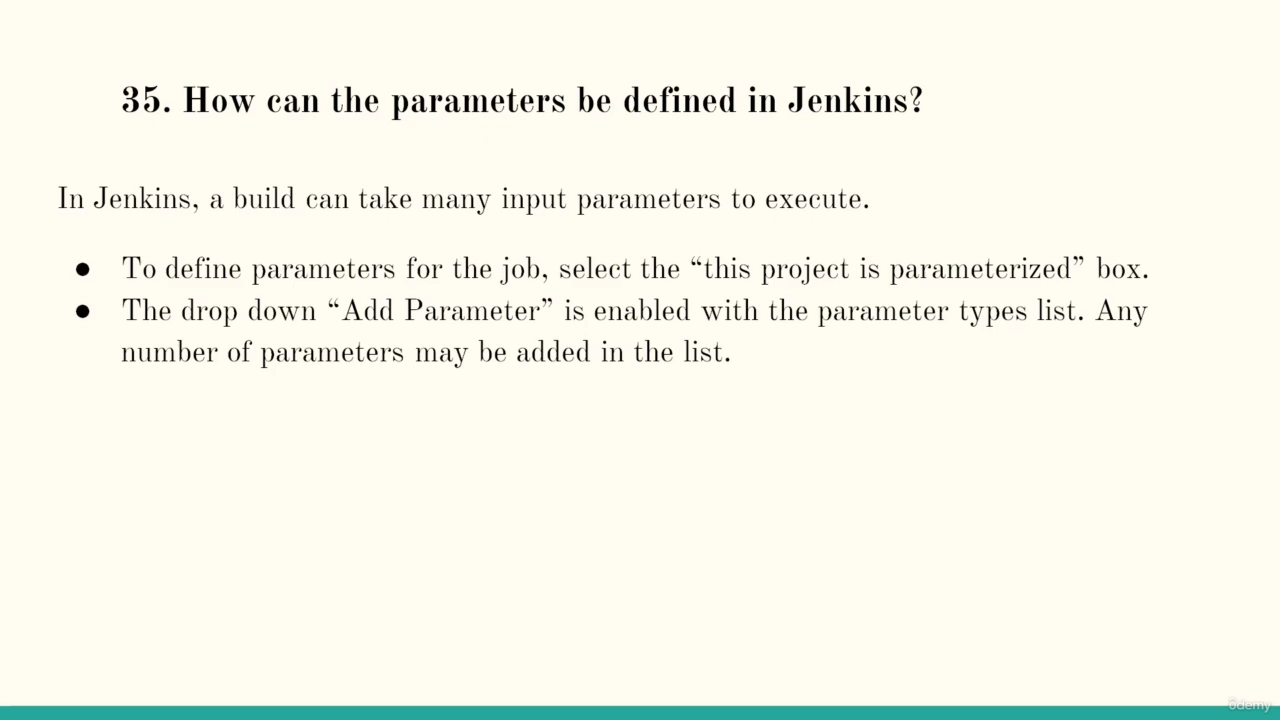 35. How can the parameters be defined in Jenkins?
In Jenkins, a build can take many input parameters to execute.
● To define parameters for the job, select the “this project is parameterized” box.
● The drop down “Add Parameter” is enabled with the parameter types list. Any
number of parameters may be added in the list.
ûdemy